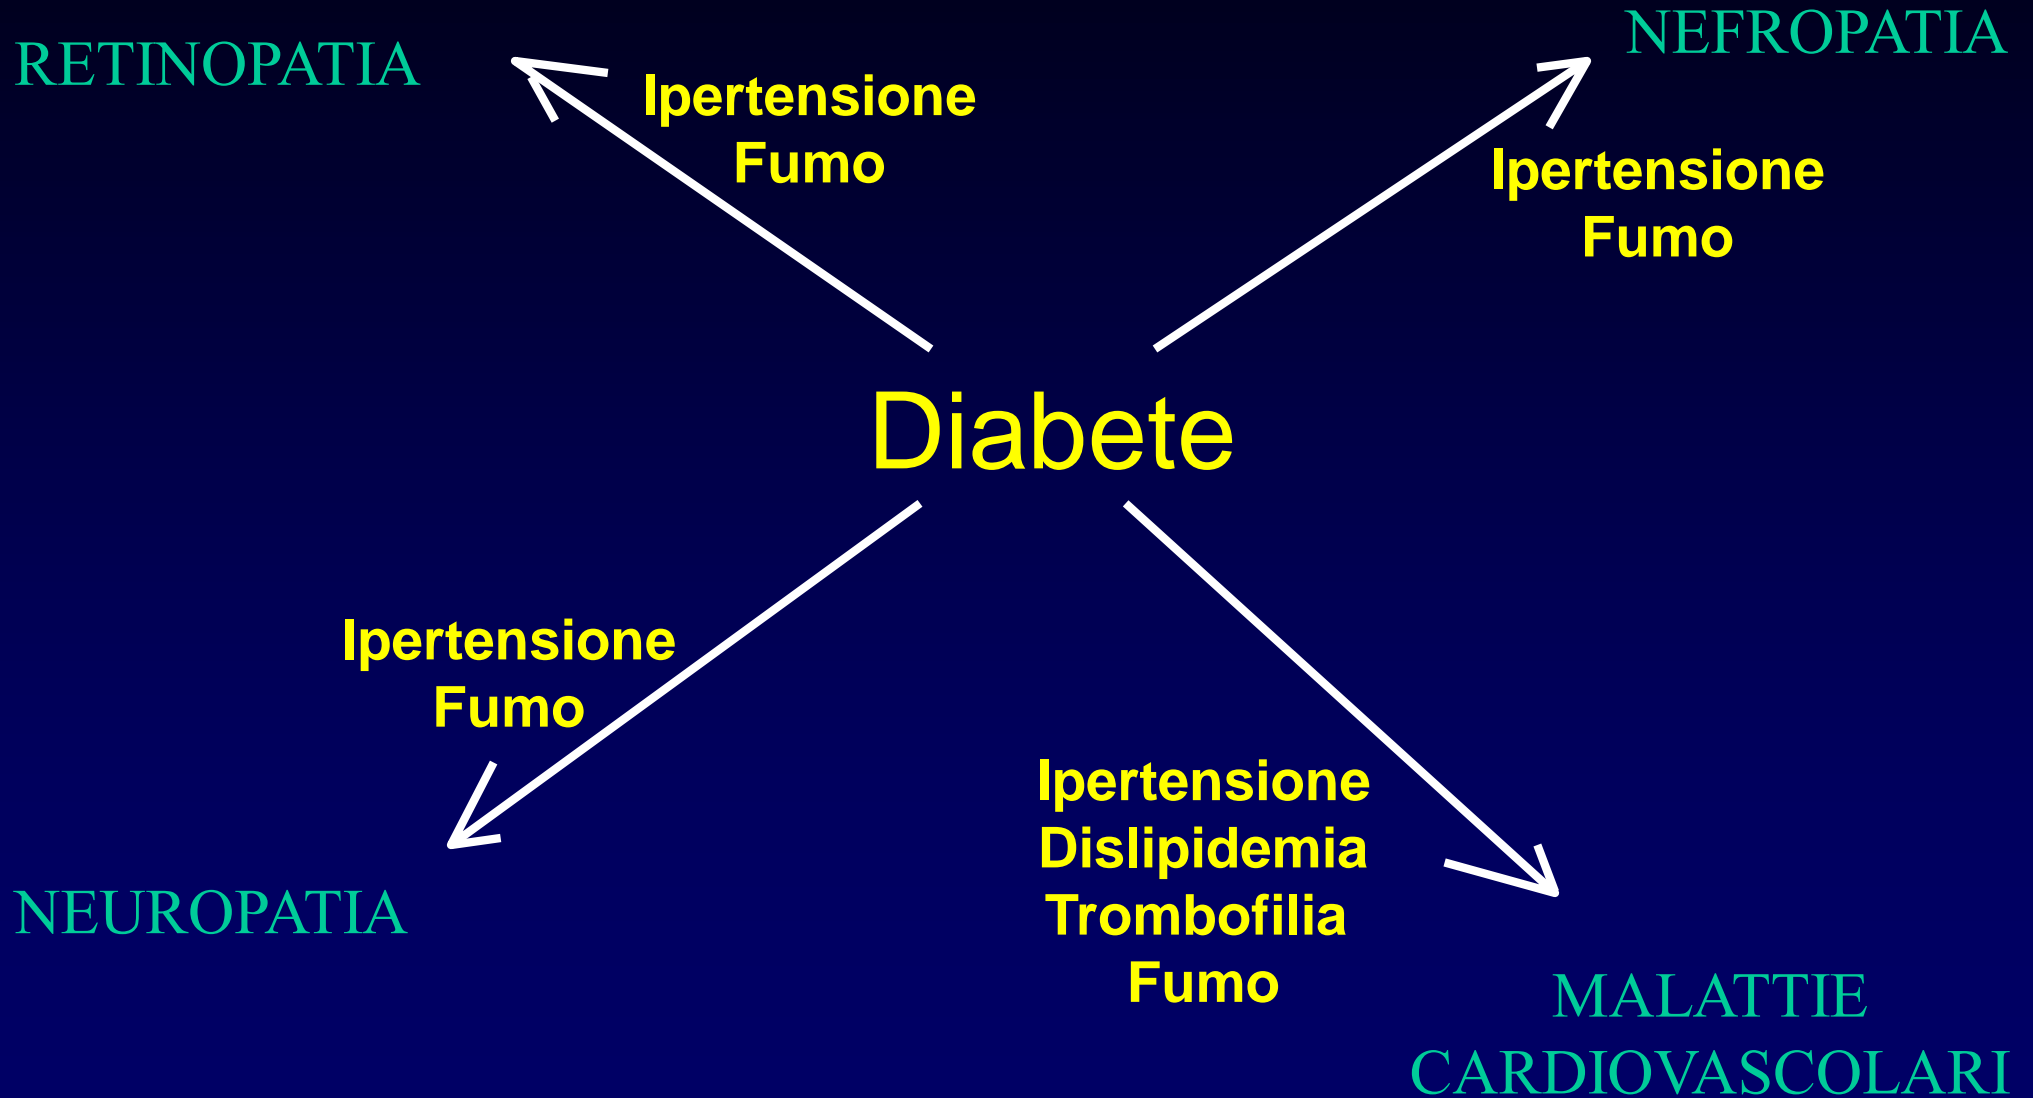 RETINOPATIA
NEFROPATIA
Ipertensione
Fumo
Ipertensione
Fumo
Diabete
Ipertensione
Fumo
NEUROPATIA
Ipertensione
Dislipidemia
Trombofilia
Fumo
MALATTIE
CARDIOVASCOLARI